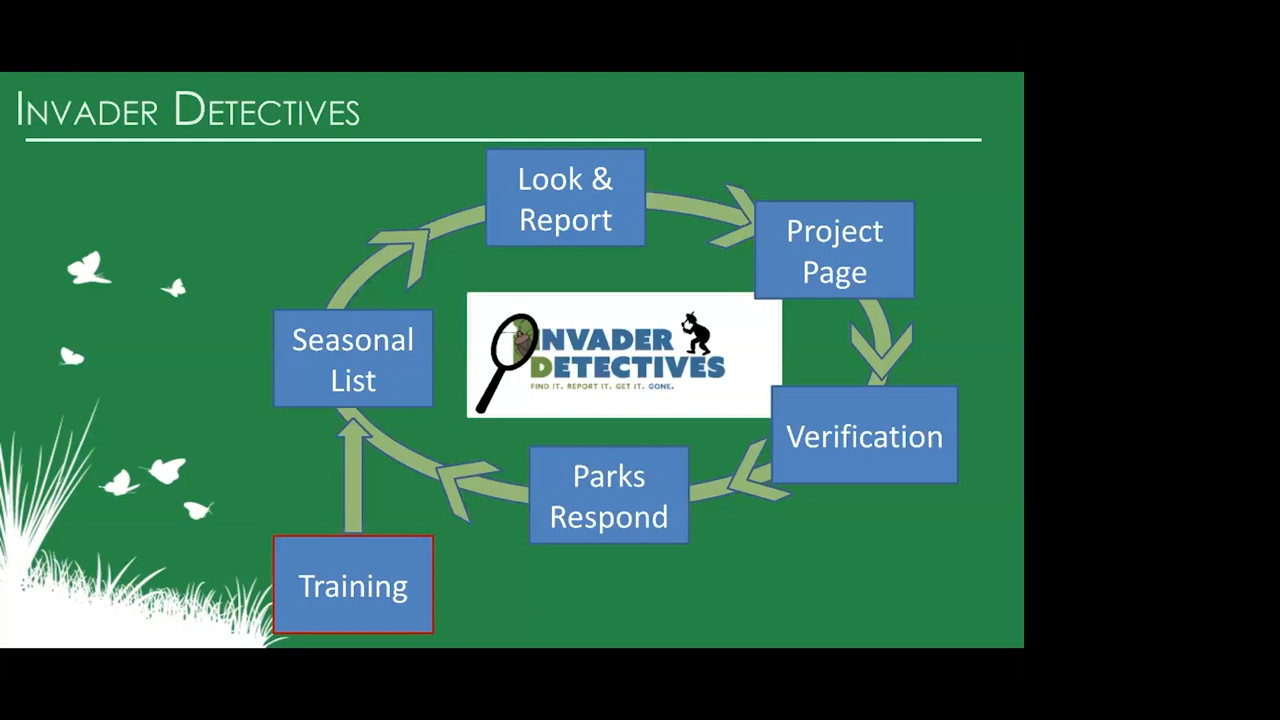 INVADER DETECTIVES
Look &
Report
Project
Page
Seasonal
List
INVADER
DETECTIVES
FIND IT. REPORT IT. GET IT. GONE.
Verification
Parks
Respond
Training